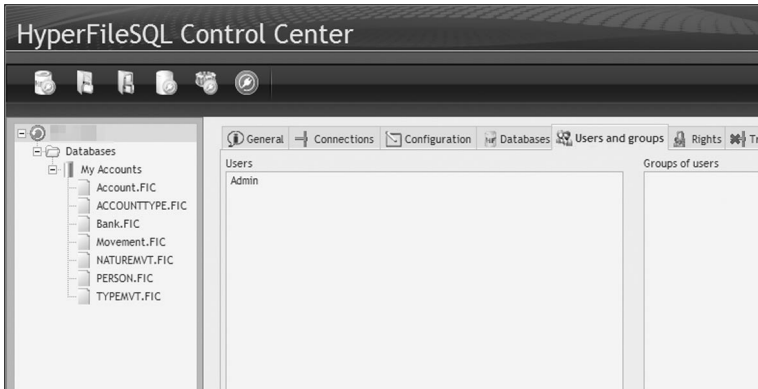 HyperFileSQL Control Center
General Connections Configuration Databases Users and groups Rights
Databases
My Accounts
Account.FIC
ACCOUNTTYPE.FIC
Bank.FIC
Movement.FIC
NATUREMVT.FIC
PERSON.FIC
TYPEMVT.FIC
Users
Groups of users
Admin